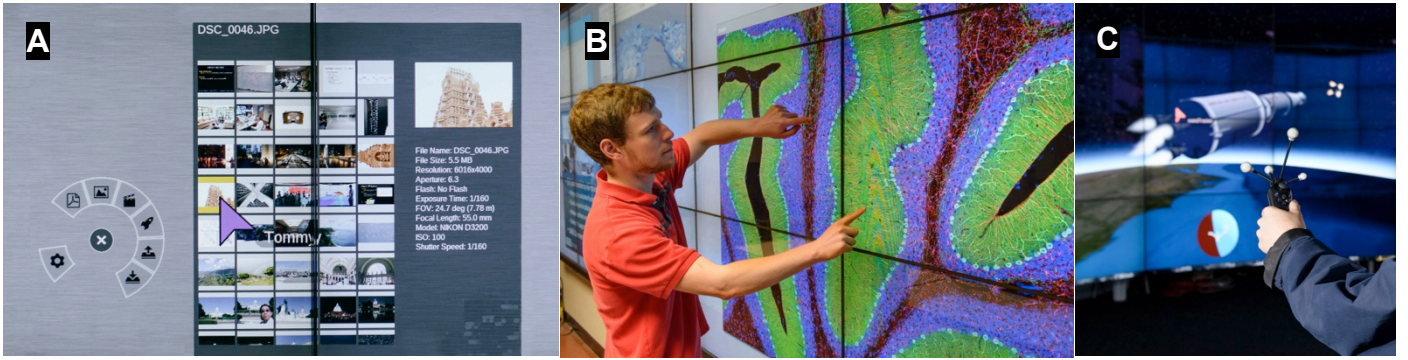 A
DSC_0046.JPG
File Name: DSC_0046.JPG
File Size: 5.5 MB
Resolution: 6016x4000
Aperture: 6.3
Flash: No Flash
Exposure Time: 1/160
FOV: 24.7 deg (7.78 m)
Focal Length: 55.0 mm
Model: NIKON D3200
ISO: 100
Shutter Speed: 1/160
Tommy
B
C